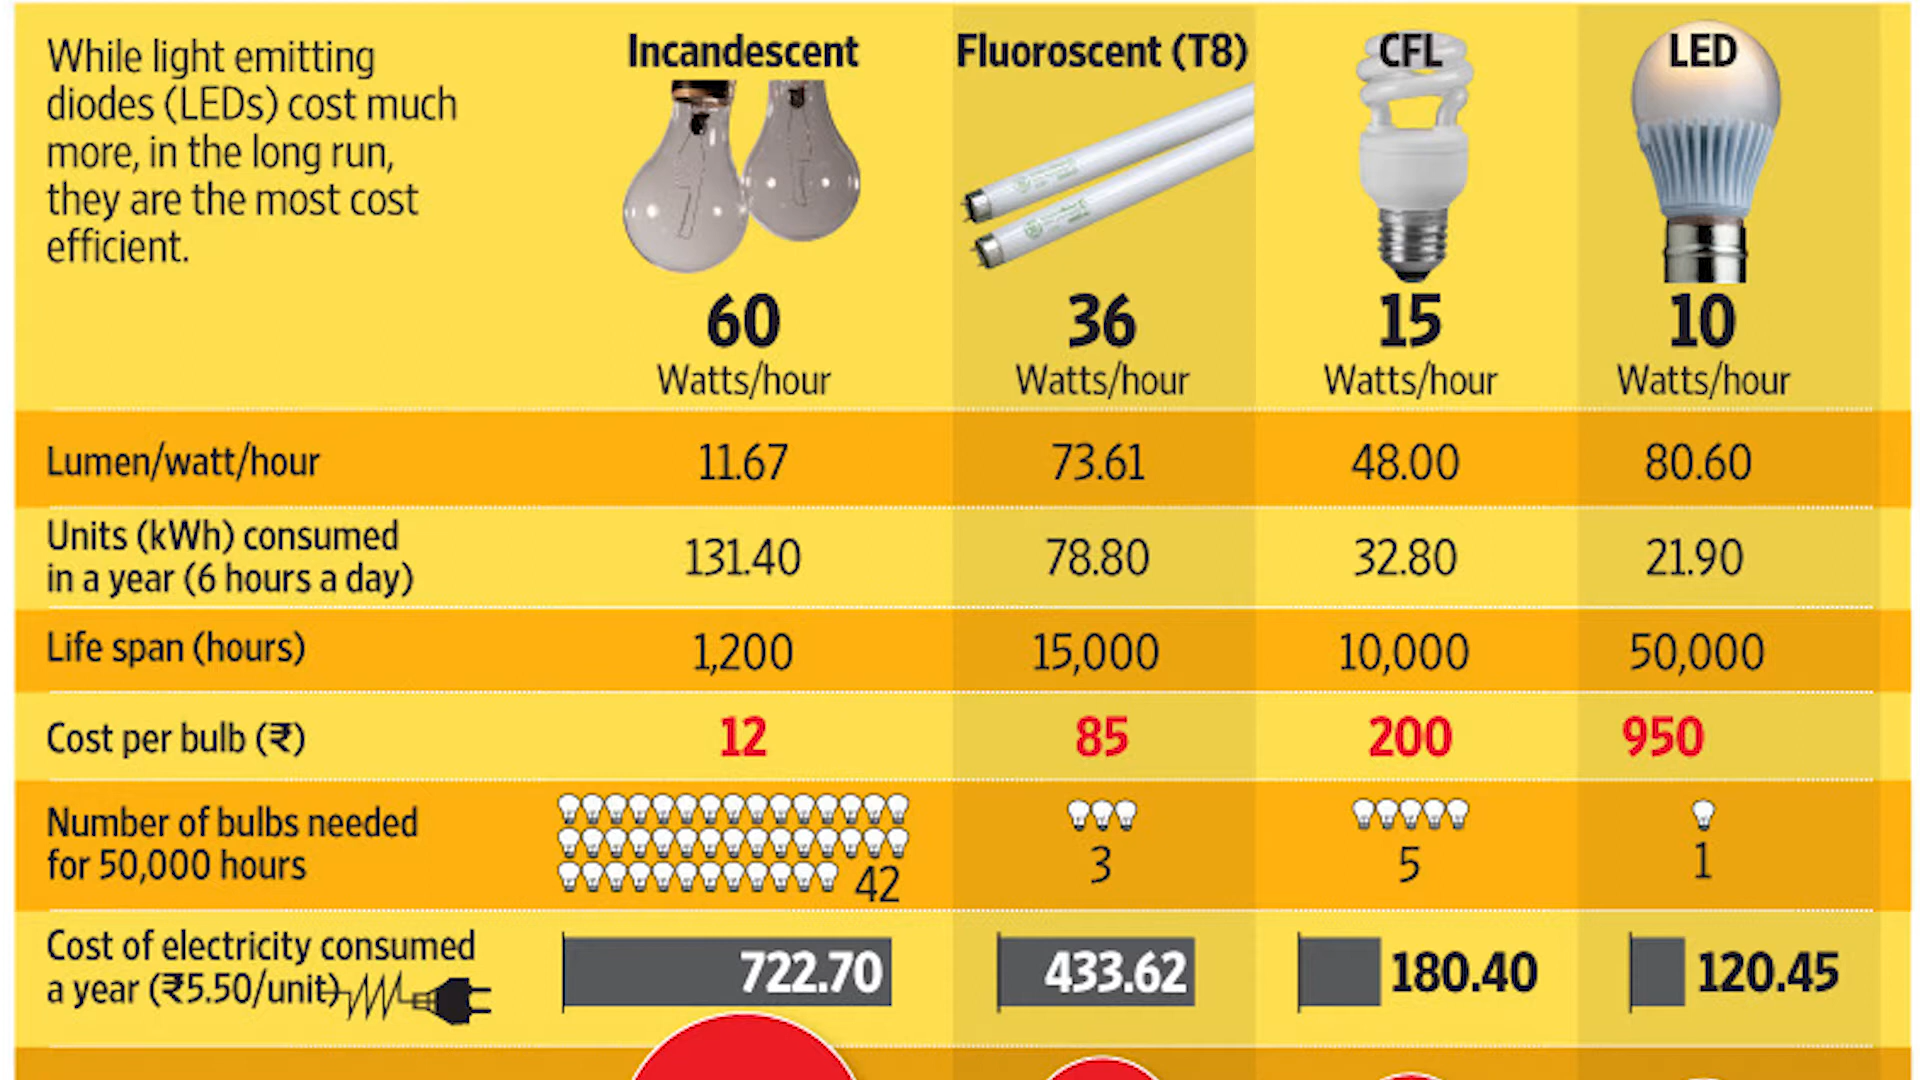 While light emitting
diodes (LEDs) cost much
more, in the long run,
they are the most cost
efficient.
Incandescent
Fluoroscent (T8)
CFL
LED
60
36
15
10
Watts/hour
Watts/hour
Watts/hour
Watts/hour
Lumen/watt/hour
11.67
73.61
48.00
80.60
Units (kWh) consumed
in a year (6 hours a day)
131.40
78.80
32.80
21.90
Life span (hours)
1,200
15,000
10,000
50,000
Cost per bulb (₹)
12
85
200
950
Number of bulbs needed
for 50,000 hours
42
3
5
1
Cost of electricity consumed
a year (₹5.50/unit)
722.70
433.62
180.40
120.45